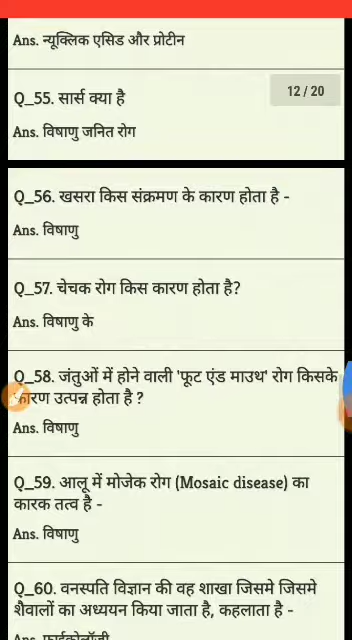 Ans. न्यूक्लिक एसिड और प्रोटीन
12 / 20
Q_55. सार्स क्या है
Ans. विषाणु जनित रोग
Q_56. खसरा किस संक्रमण के कारण होता है -
Ans. विषाणु
Q_57. चेचक रोग किस कारण होता है?
Ans. विषाणु के
Q_58. जंतुओं में होने वाली 'फूट एंड माउथ' रोग किसके
कारण उत्पन्न होता है ?
Ans. विषाणु
Q_59. आलू में मोजेक रोग (Mosaic disease) का
कारक तत्व है -
Ans. विषाणु
Q_60. वनस्पति विज्ञान की वह शाखा जिसमे जिसमे
शैवालों का अध्ययन किया जाता है, कहलाता है -
Ans. फाईकोलॉजी